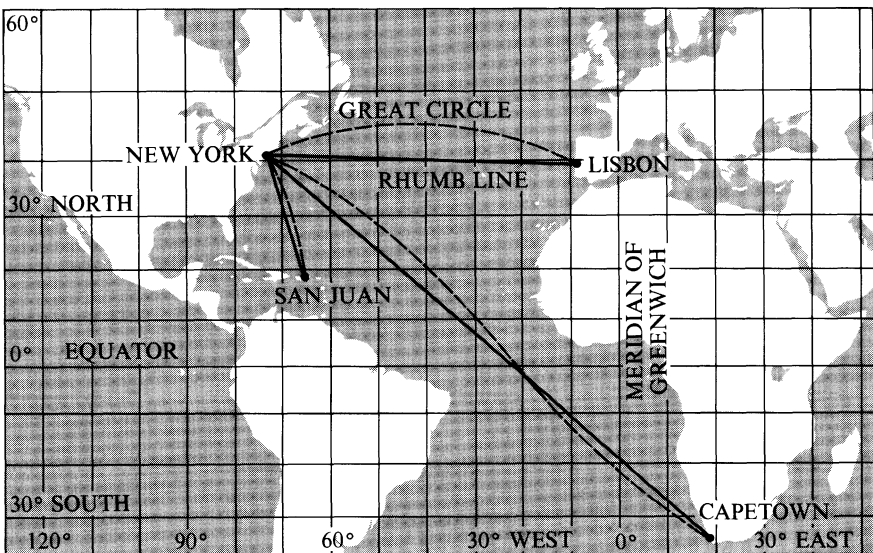 60°
GREAT CIRCLE
NEW YORK
LISBON
RHUMB LINE
30° NORTH
MERIDIAN OF
GREENWICH
SAN JUAN
0° EQUATOR
30° SOUTH
CAPETOWN
120° 90° 60° 30° WEST 0° 30° EAST